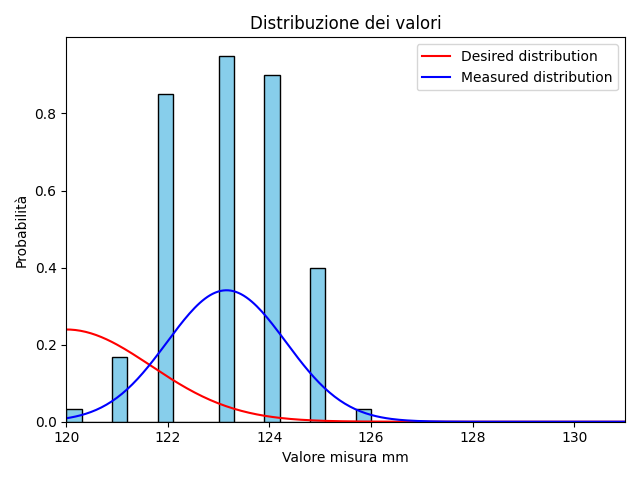 Distribuzione dei valori
Desired distribution
Measured distribution
Probabilità
0.8
0.6
0.4
0.2
0.0
120 122 124 126 128 130
Valore misura mm